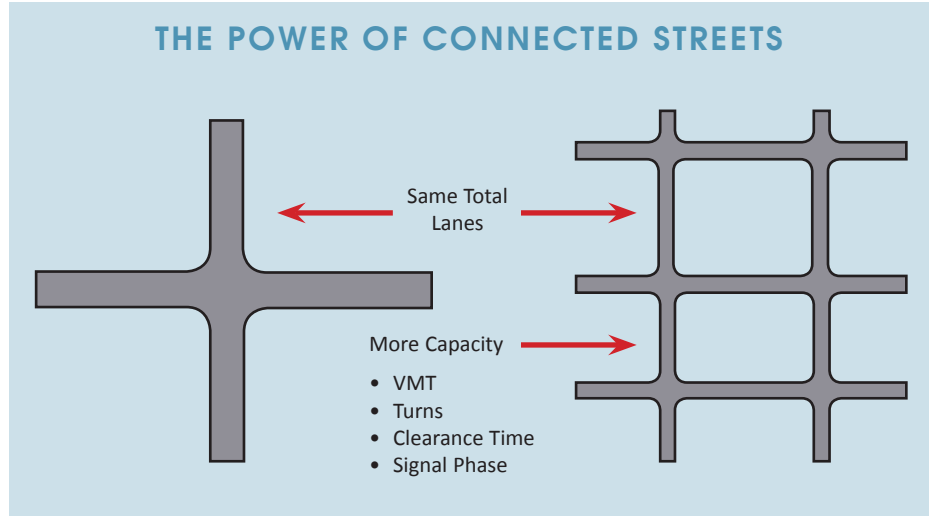 THE POWER OF CONNECTED STREETS
Same Total
Lanes
More Capacity
• VMT
• Turns
• Clearance Time
• Signal Phase